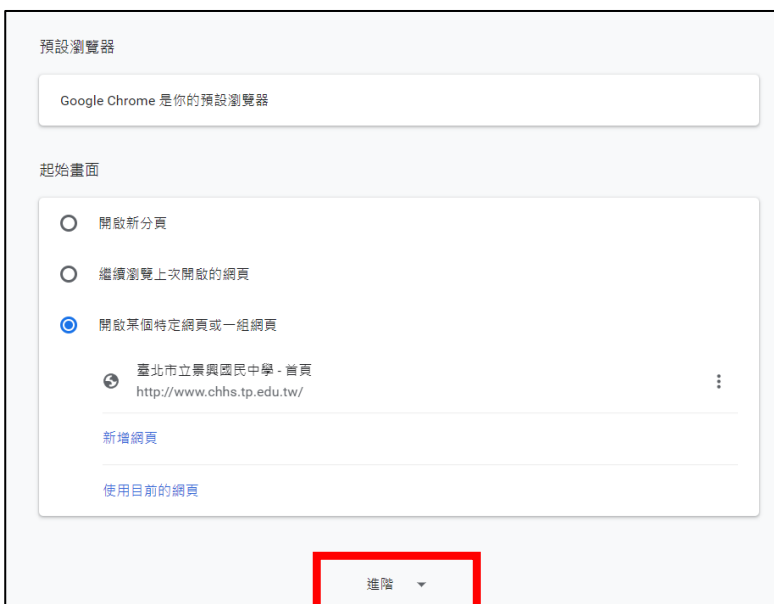 預設瀏覽器
Google Chrome 是你的預設瀏覽器
起始畫面
開啟新分頁
繼續瀏覽上次開啟的網頁
開啟某個特定網頁或一組網頁
臺北市立景興國民中學 - 首頁
http://www.chhs.tp.edu.tw/
新增網頁
使用目前的網頁
進階